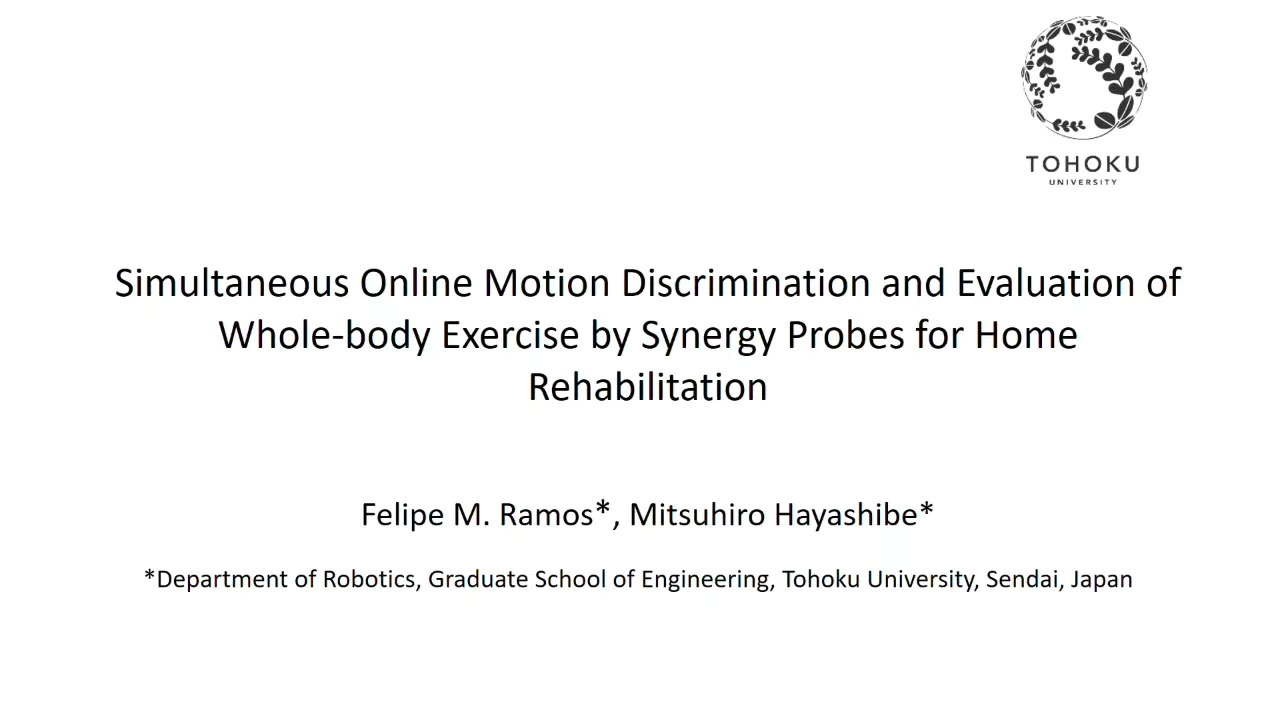 TOHOKU
UNIVERSITY
Simultaneous Online Motion Discrimination and Evaluation of
Whole-body Exercise by Synergy Probes for Home
Rehabilitation
Felipe M. Ramos*, Mitsuhiro Hayashibe*
*Department of Robotics, Graduate School of Engineering, Tohoku University, Sendai, Japan